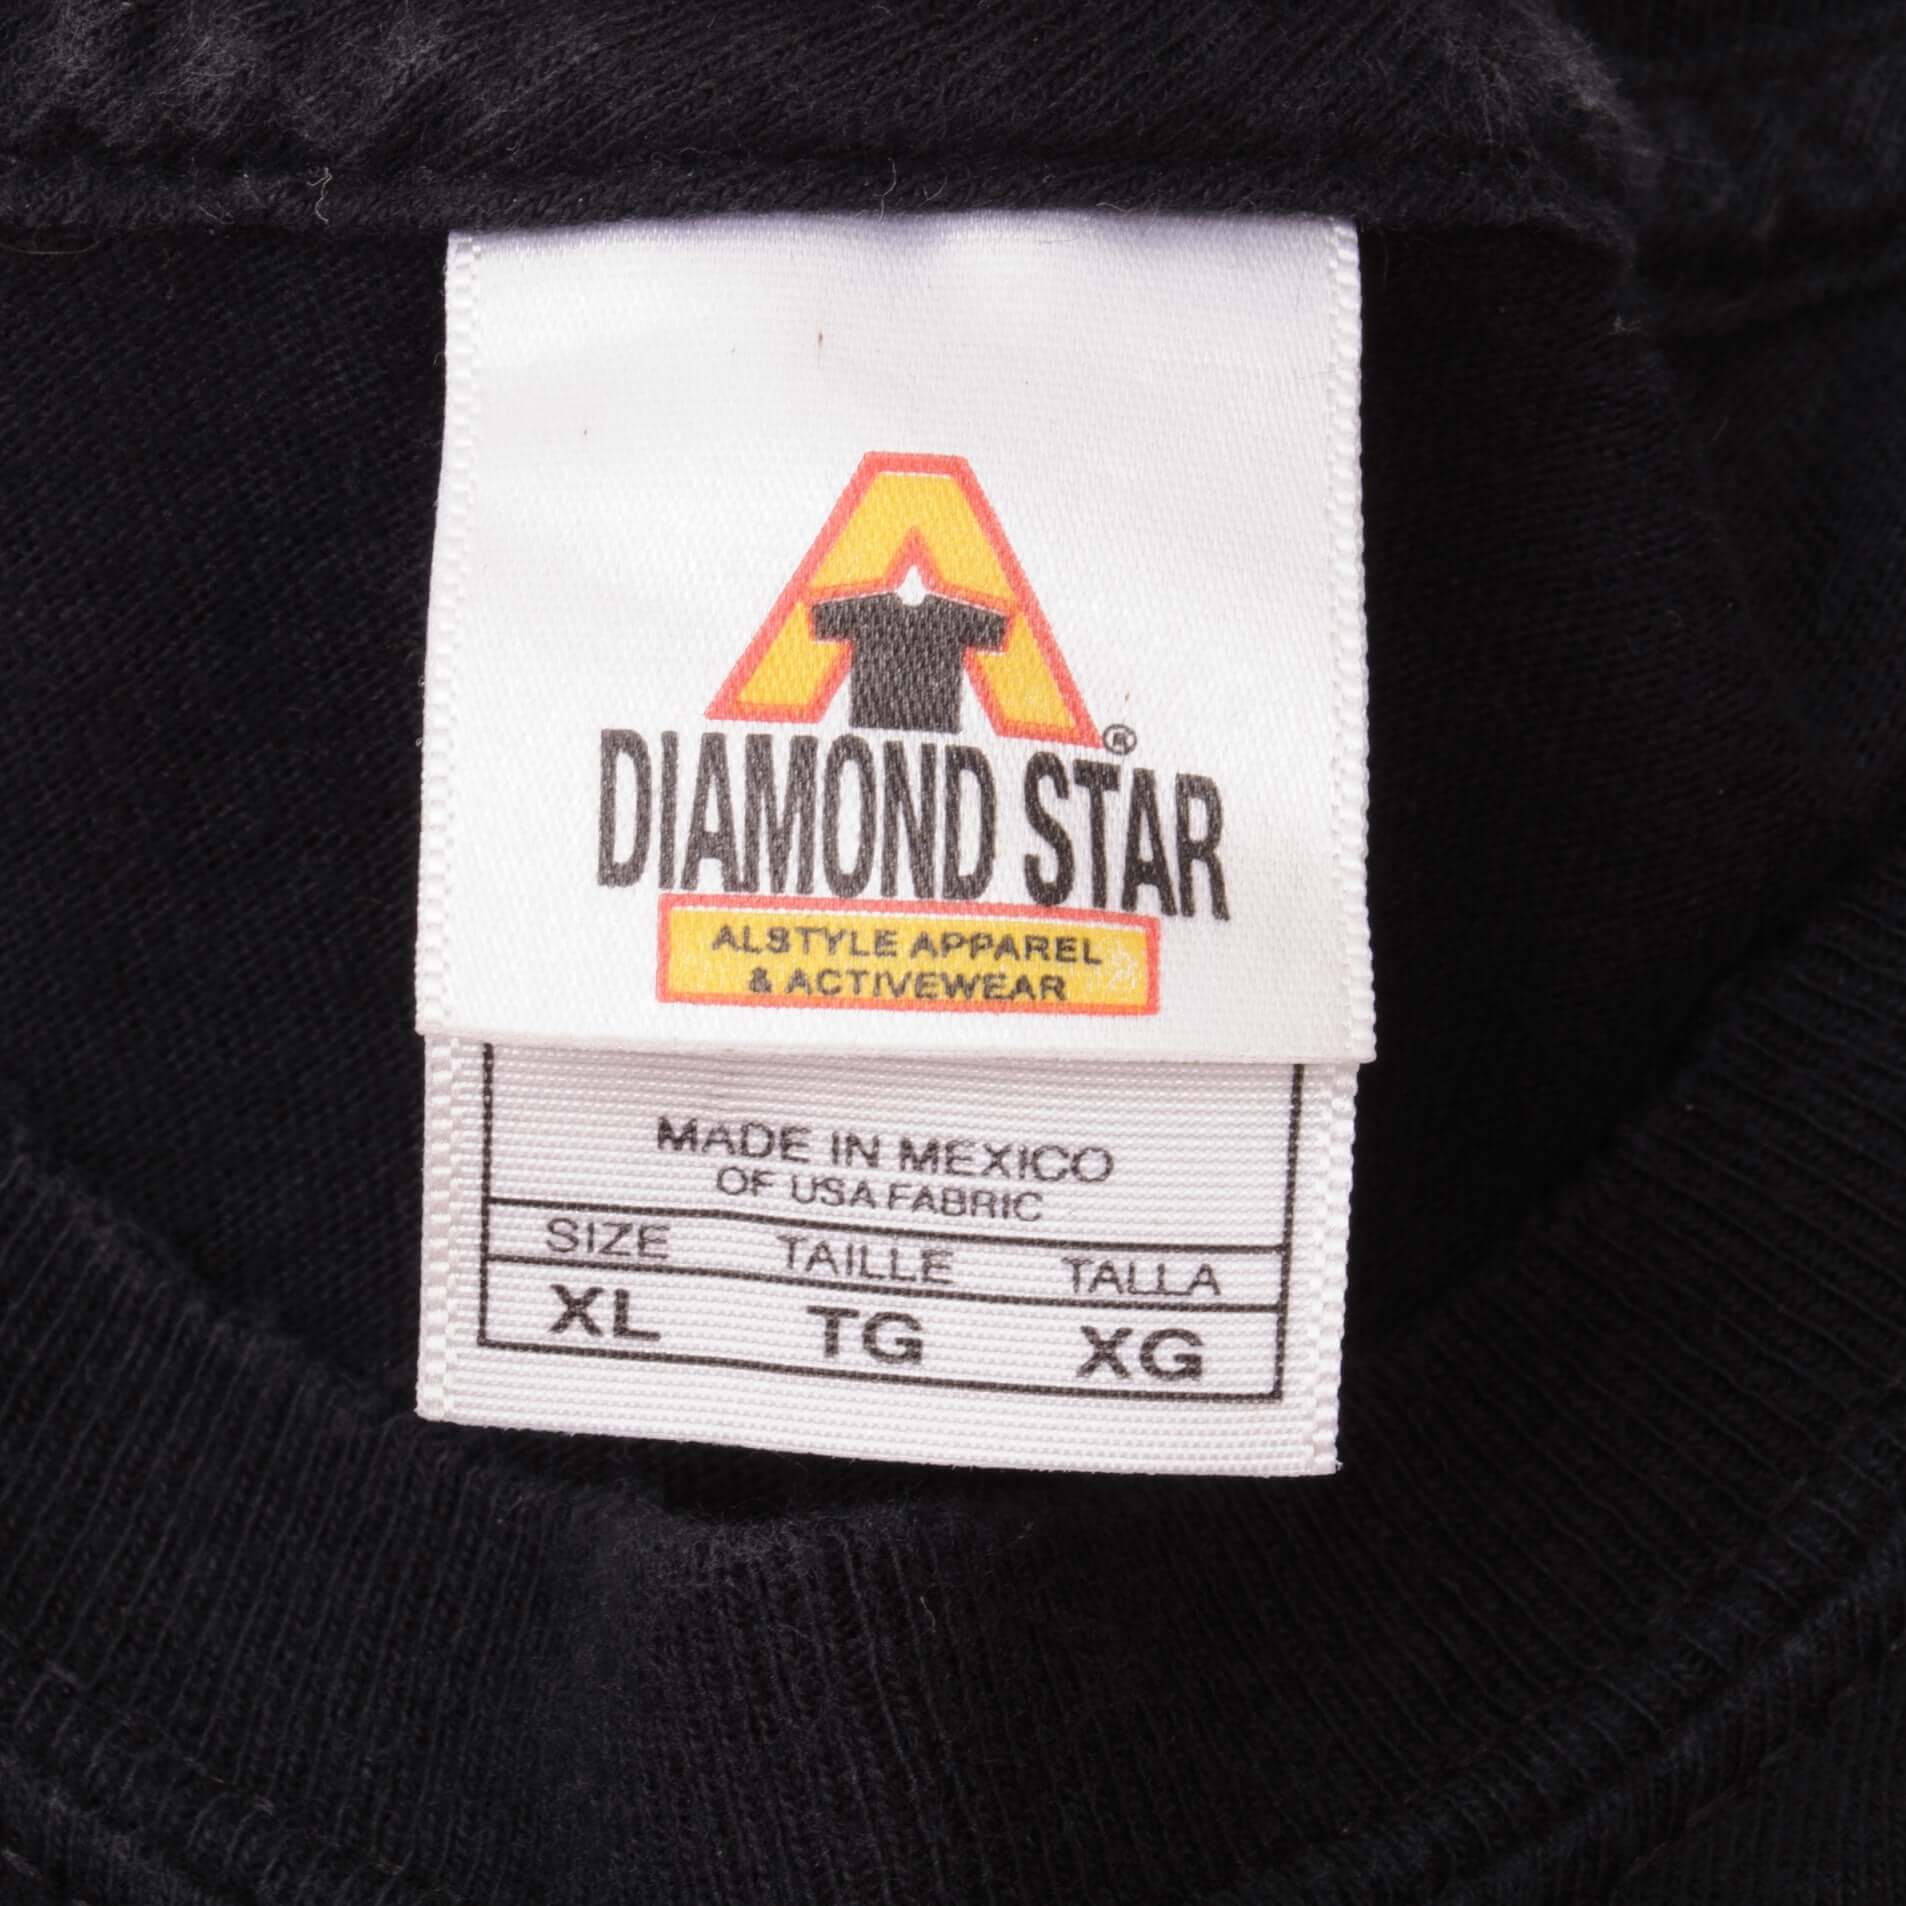 ®
DIAMOND STAR
ALSTYLE APPAREL
& ACTIVEWEAR
MADE IN MEXICO
OF USA FABRIC
SIZE TAILLE TALLA
XL TG XG